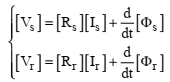 [Vₛ] = [Rₛ][Iₛ] + d/dt [Φₛ]
[Vᵣ] = [Rᵣ][Iᵣ] + d/dt [Φᵣ]